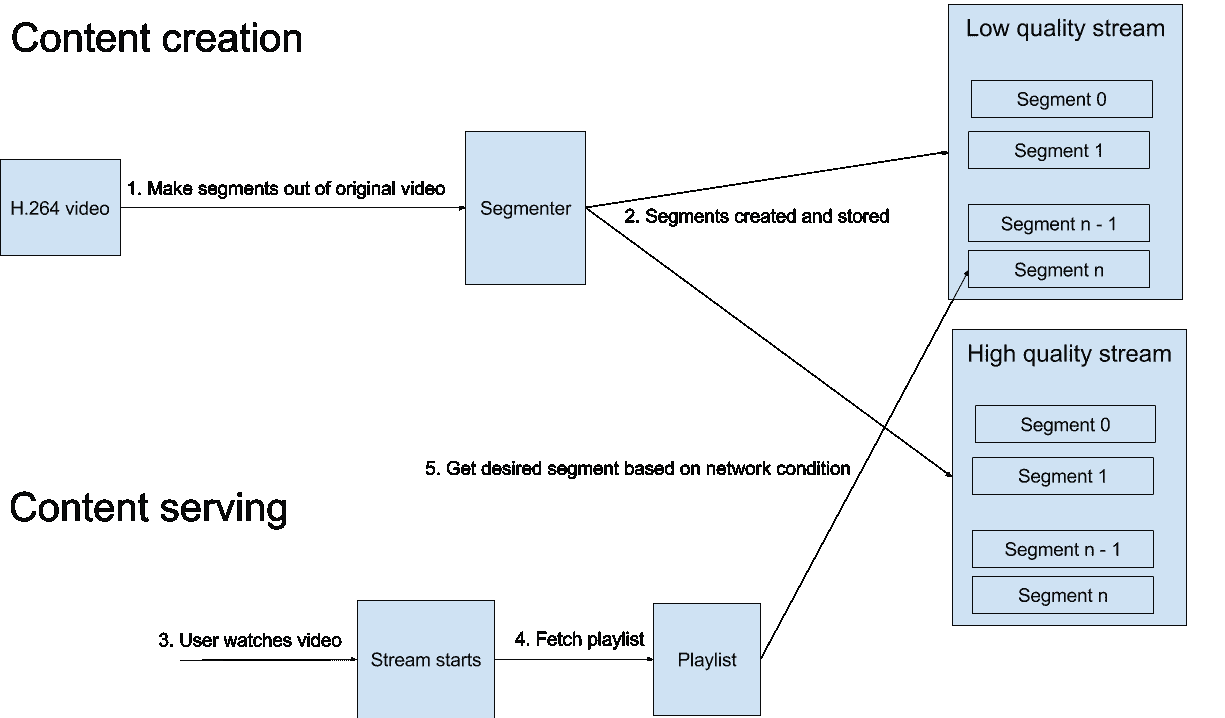 Content creation
H.264 video
1. Make segments out of original video
Segmenter
2. Segments created and stored
Low quality stream
Segment 0
Segment 1
Segment n - 1
Segment n
High quality stream
Segment 0
Segment 1
Segment n - 1
Segment n
5. Get desired segment based on network condition
Content serving
3. User watches video
Stream starts
4. Fetch playlist
Playlist